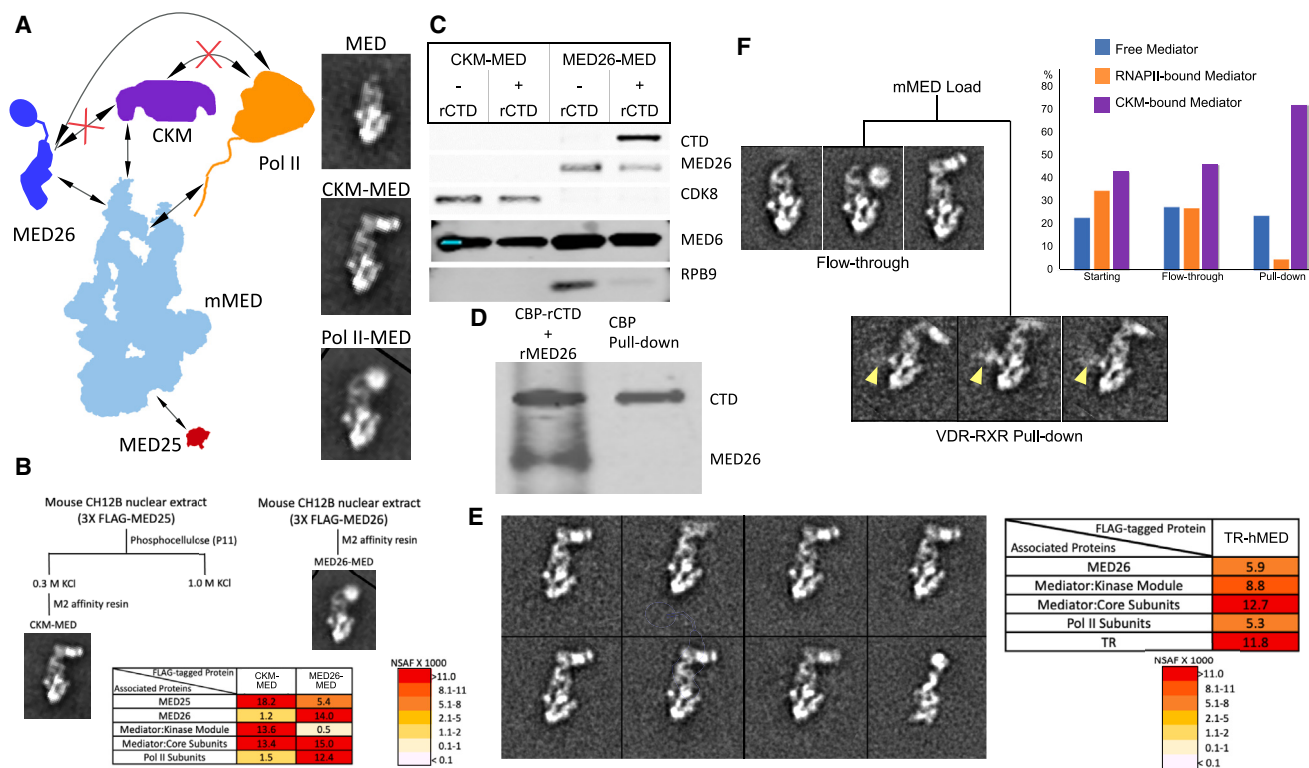 A
MED
CKM
Pol II
MED26
mMED
MED25
CKM-MED
Pol II-MED
B
Mouse CH12B nuclear extract
(3X FLAG-MED25)
Phosphocellulose (P11)
0.3 M KCl
1.0 M KCl
M2 affinity resin
CKM-MED
Mouse CH12B nuclear extract
(3X FLAG-MED26)
M2 affinity resin
MED26-MED
FLAG-tagged Protein
Associated Proteins
CKM-MED
MED26-MED
MED25 18.2 5.4
MED26 1.2 14.0
Mediator:Kinase Module 13.6 0.5
Mediator:Core Subunits 13.4 15.0
Pol II Subunits 1.5 12.4
NSAF X 1000
>11.0
8.1-11
5.1-8
2.1-5
1.1-2
0.1-1
< 0.1
C
CKM-MED MED26-MED
- + - +
rCTD rCTD rCTD rCTD
CTD
MED26
CDK8
MED6
RPB9
D
CBP-rCTD
+
rMED26
CBP
Pull-down
CTD
MED26
E
FLAG-tagged Protein
Associated Proteins
TR-hMED
MED26 5.9
Mediator:Kinase Module 8.8
Mediator:Core Subunits 12.7
Pol II Subunits 5.3
TR 11.8
NSAF X 1000
>11.0
8.1-11
5.1-8
2.1-5
1.1-2
0.1-1
< 0.1
F
mMED Load
Flow-through
VDR-RXR Pull-down
Free Mediator
RNAPII-bound Mediator
CKM-bound Mediator
%
80
70
60
50
40
30
20
10
0
Starting Flow-through Pull-down